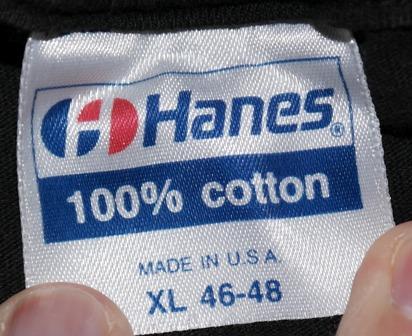 Hanes®
100% cotton
MADE IN U.S.A.
XL 46-48